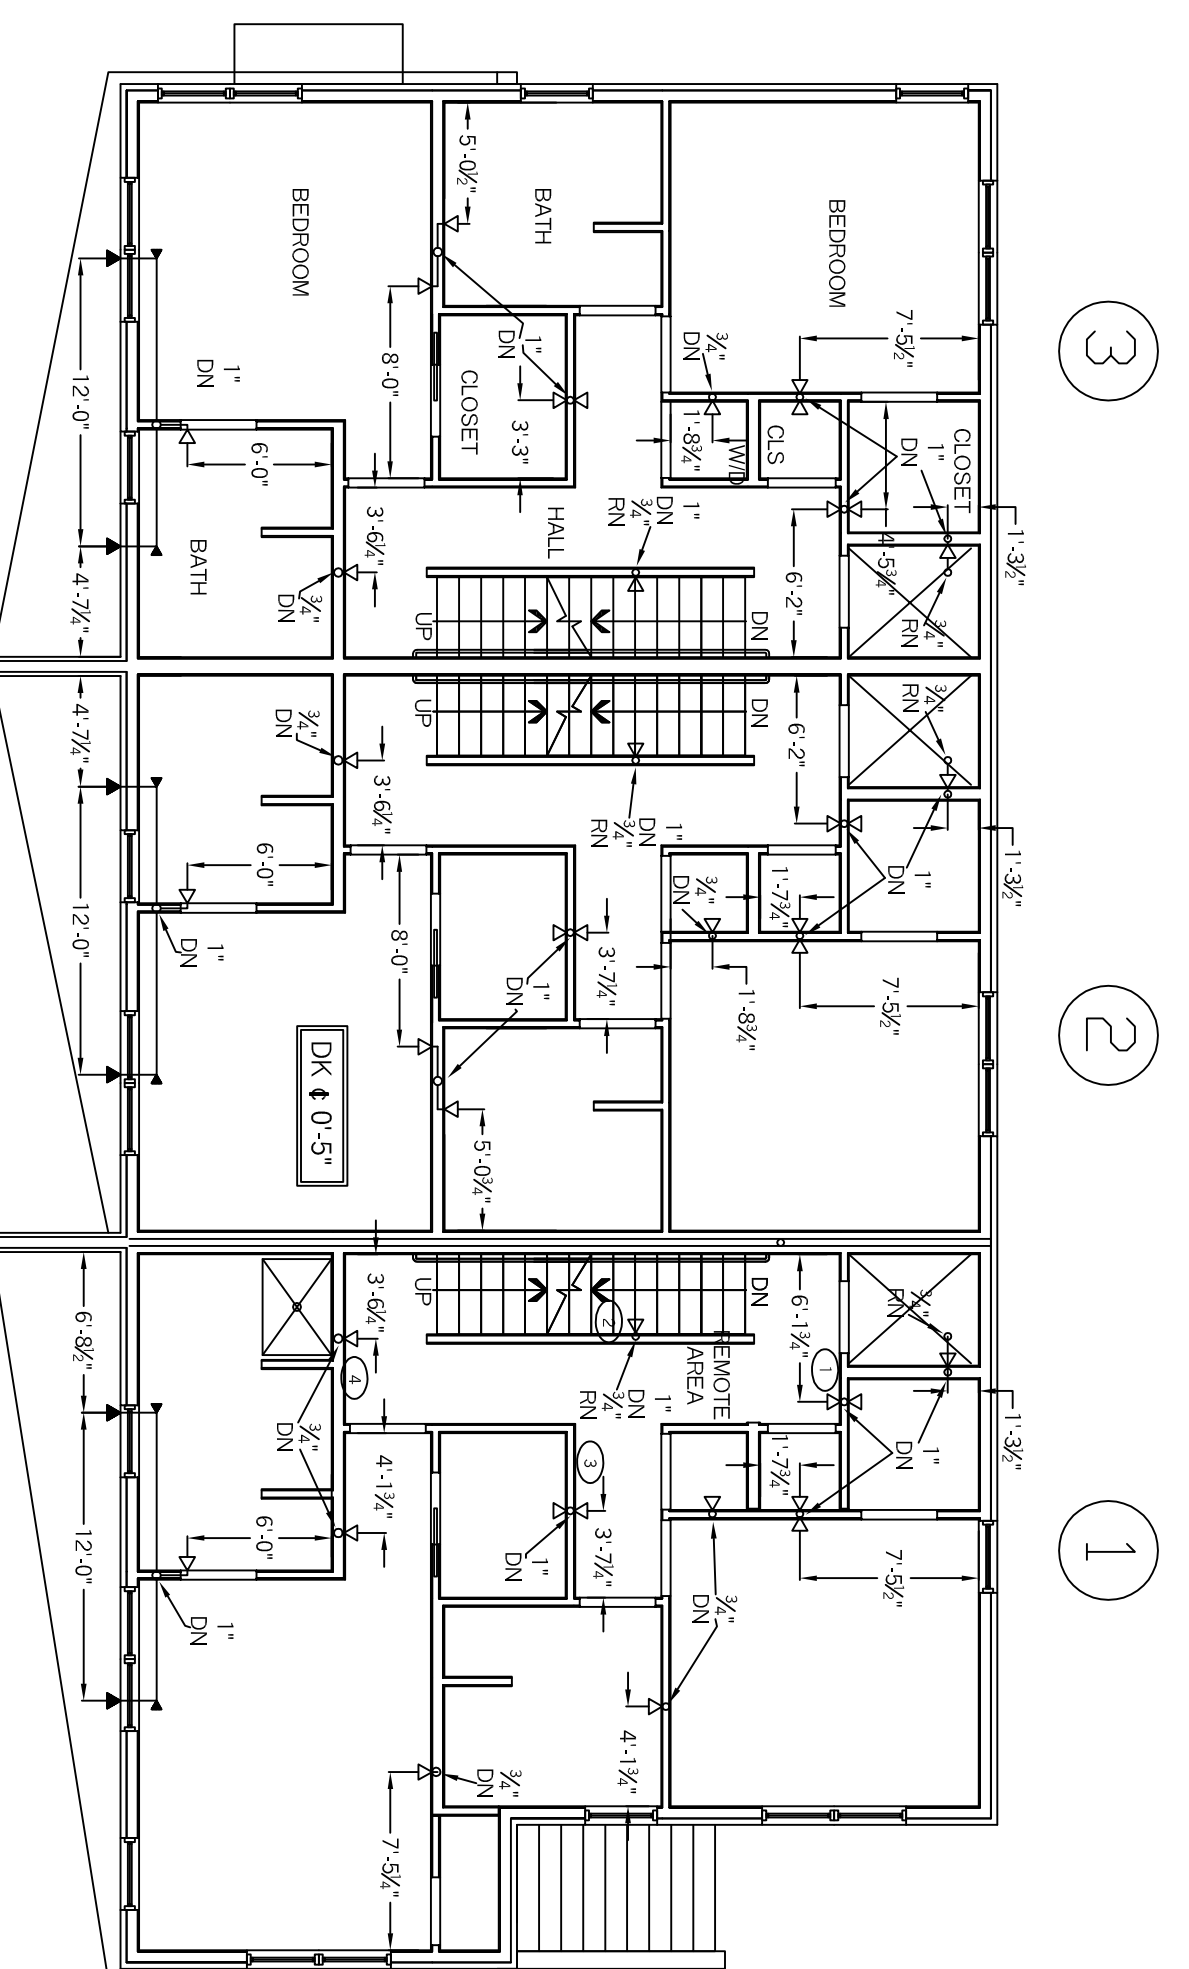 3
BEDROOM
BATH
BEDROOM
5'-0½"
7'-5½"
¾"
DN
1"
DN
8'-0"
CLOSET
3'-3"
1'-8¾"
W/D
CLS
1"
DN
CLOSET
1'-3½"
12'-0"
1"
DN
6'-0"
3'-6¼"
HALL
1"
DN
¾"
RN
4'-5¾"
6'-2"
BATH
¾"
DN
4'-7¼"
UP
DN
¾"
RN
2
4'-7¼"
¾"
DN
UP
DN
6'-2"
¾"
RN
3'-6¼"
1"
DN
¾"
RN
1'-3½"
6'-0"
12'-0"
8'-0"
¾"
DN
1'-7¾"
1"
DN
1"
DN
1"
DN
3'-7¼"
1'-8¾"
7'-5½"
DK ¢ 0'-5"
5'-0¾"
1
6'-8½"
3'-6¼"
UP
DN
2
6'-1¾"
¾"
RN
REMOTE
AREA
1
4
1"
DN
¾"
RN
1'-3½"
¾"
DN
4'-1¾"
3
1'-7¾"
1"
DN
12'-0"
6'-0"
1"
DN
3'-7¼"
7'-5½"
1"
DN
¾"
DN
4'-1¾"
¾"
DN
7'-5¼"